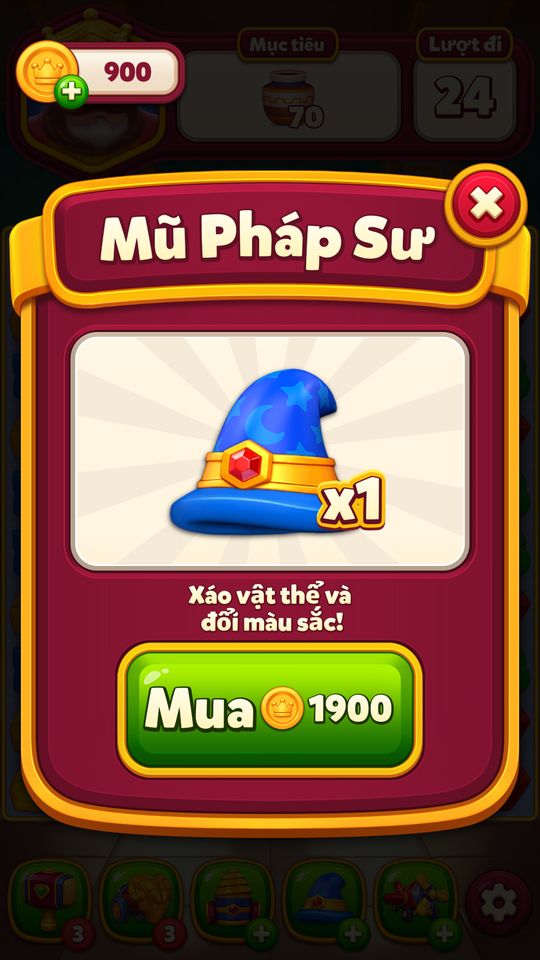 900
Mục tiêu
70
Lượt đi
24
Mũ Pháp Sư
x1
Xáo vật thể và
đổi màu sắc!
Mua 1900
3
3